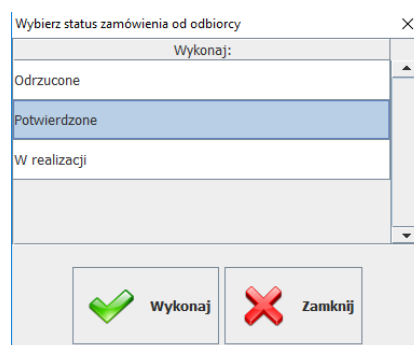 Wybierz status zamówienia od odbiorcy
Wykonaj:
Odrzucone
Potwierdzone
W realizacji
Wykonaj
Zamknij